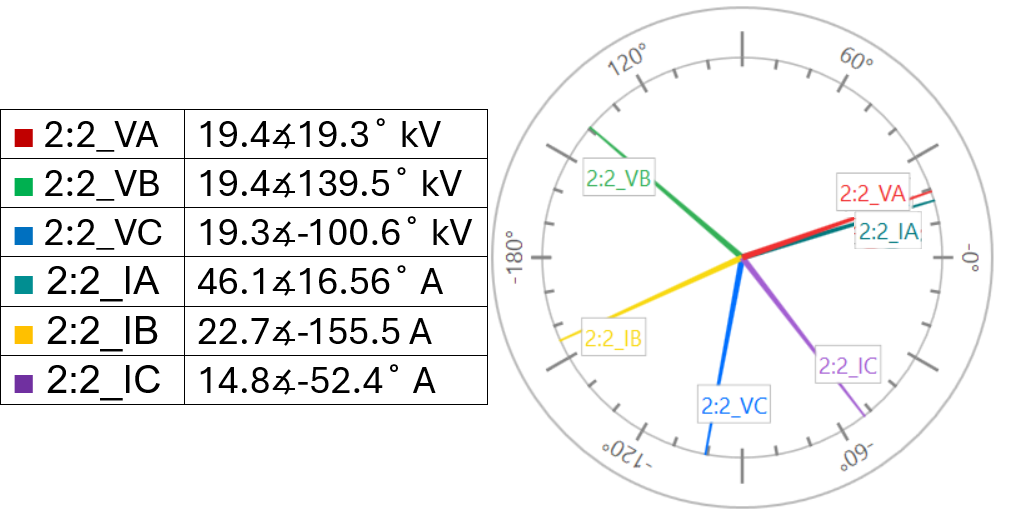 2:2_VA 19.4∡19.3˚ kV
2:2_VB 19.4∡139.5˚ kV
2:2_VC 19.3∡-100.6˚ kV
2:2_IA 46.1∡16.56˚ A
2:2_IB 22.7∡-155.5 A
2:2_IC 14.8∡-52.4˚ A
120°
60°
2:2_VB
2:2_VA
2:2_IA
-180°
-0°
2:2_IB
2:2_IC
2:2_VC
-120°
-60°